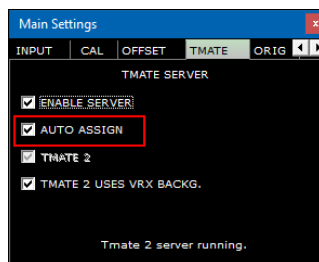 Main Settings x
INPUT CAL OFFSET TMATE ORIG
TMATE SERVER
ENABLE SERVER
AUTO ASSIGN
TMATE 2
TMATE 2 USES VRX BACKG.
Tmate 2 server running.